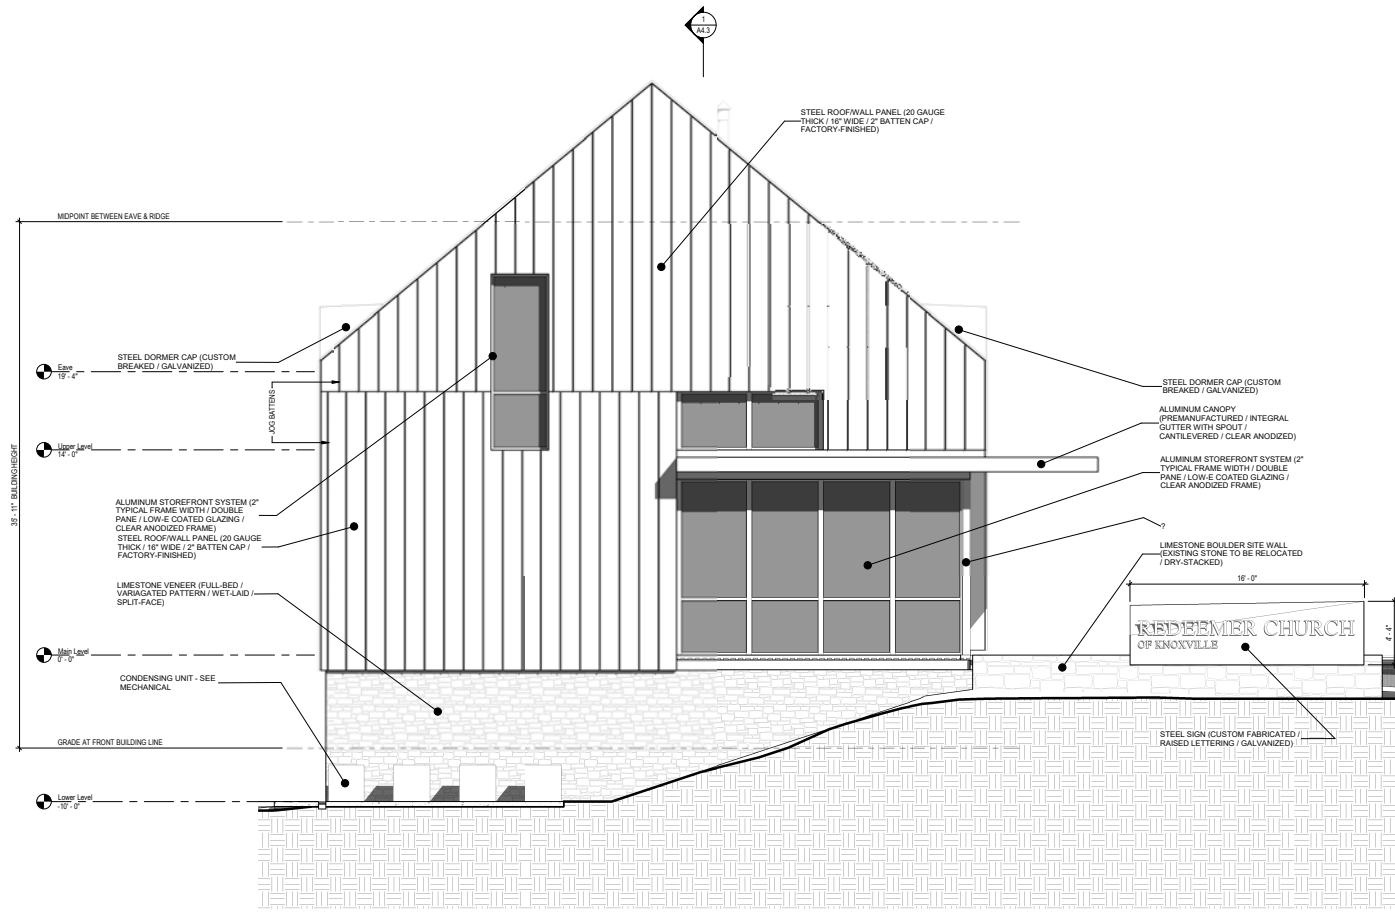 1
A4.3
STEEL ROOF/WALL PANEL (20 GAUGE
THICK / 16" WIDE / 2" BATTEN CAP /
FACTORY-FINISHED)
MIDPOINT BETWEEN EAVE & RIDGE
STEEL DORMER CAP (CUSTOM
BREAKED / GALVANIZED)
Eave
19' - 4"
JOG BATTENS
Upper Level
14' - 0"
36' - 11" BUILDING HEIGHT
ALUMINUM STOREFRONT SYSTEM (2"
TYPICAL FRAME WIDTH / DOUBLE
PANE / LOW-E COATED GLAZING /
CLEAR ANODIZED FRAME)
STEEL ROOF/WALL PANEL (20 GAUGE
THICK / 16" WIDE / 2" BATTEN CAP /
FACTORY-FINISHED)
LIMESTONE VENEER (FULL-BED /
VARIAGATED PATTERN / WET-LAID /
SPLIT-FACE)
Main Level
0' - 0"
CONDENSING UNIT - SEE
MECHANICAL
GRADE AT FRONT BUILDING LINE
Lower Level
-10' - 0"
STEEL DORMER CAP (CUSTOM
BREAKED / GALVANIZED)
ALUMINUM CANOPY
(PREMANUFACTURED / INTEGRAL
GUTTER WITH SPOUT /
CANTILEVERED / CLEAR ANODIZED)
ALUMINUM STOREFRONT SYSTEM (2"
TYPICAL FRAME WIDTH / DOUBLE
PANE / LOW-E COATED GLAZING /
CLEAR ANODIZED FRAME)
?
LIMESTONE BOULDER SITE WALL
(EXISTING STONE TO BE RELOCATED
/ DRY-STACKED)
16' - 0"
4' - 4"
REDEEMER CHURCH
OF KNOXVILLE
STEEL SIGN (CUSTOM FABRICATED /
RAISED LETTERING / GALVANIZED)